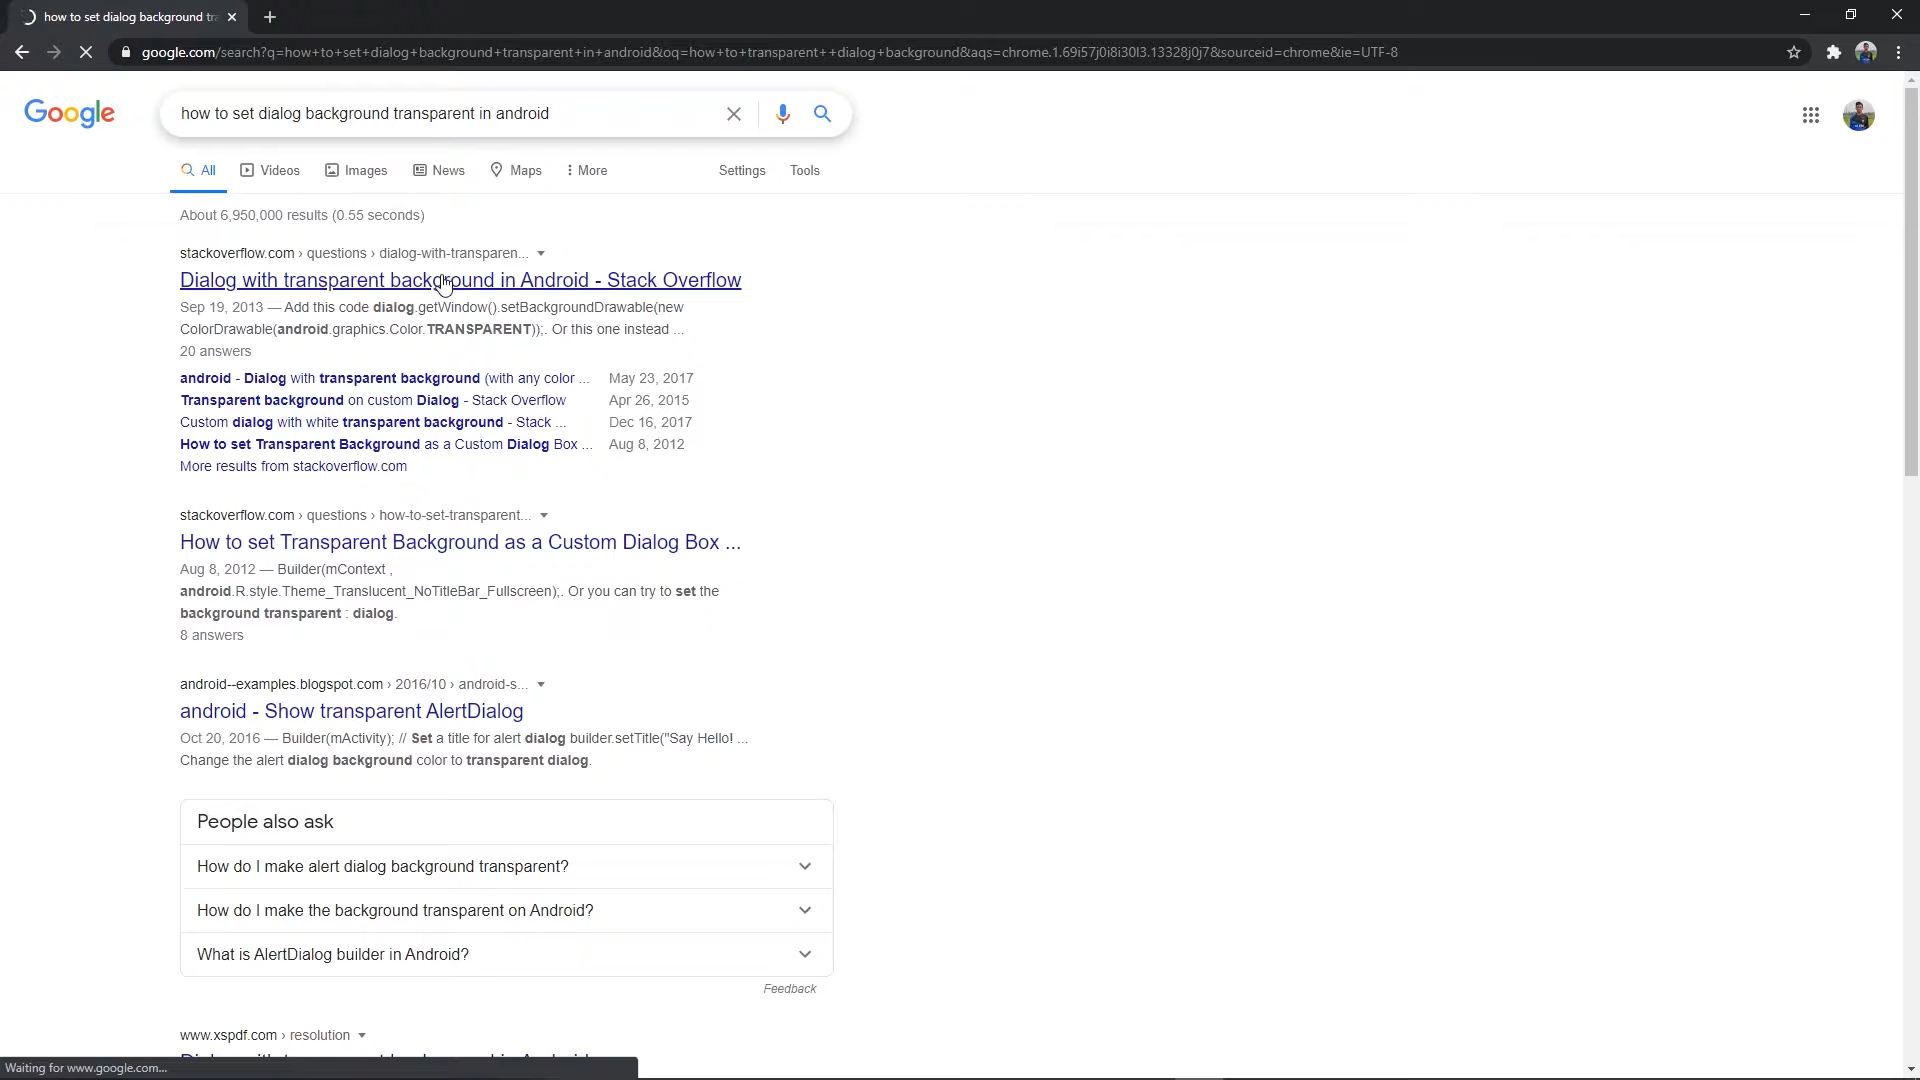 how to set dialog background tra
google.com/search?q=how+to+set+dialog+background+transparent+in+android&oq=how+to+transparent++dialog+background&aqs=chrome.1.69i57j0i8i30l3.13328j0j7&sourceid=chrome&ie=UTF-8
Google
how to set dialog background transparent in android
All Videos Images News Maps More Settings Tools
About 6,950,000 results (0.55 seconds)
stackoverflow.com › questions › dialog-with-transparen...
Dialog with transparent background in Android - Stack Overflow
Sep 19, 2013 — Add this code dialog.getWindow().setBackgroundDrawable(new
ColorDrawable(android.graphics.Color.TRANSPARENT));. Or this one instead ...
20 answers
android - Dialog with transparent background (with any color ... May 23, 2017
Transparent background on custom Dialog - Stack Overflow Apr 26, 2015
Custom dialog with white transparent background - Stack ... Dec 16, 2017
How to set Transparent Background as a Custom Dialog Box ... Aug 8, 2012
More results from stackoverflow.com
stackoverflow.com › questions › how-to-set-transparent...
How to set Transparent Background as a Custom Dialog Box ...
Aug 8, 2012 — Builder(mContext ,
android.R.style.Theme_Translucent_NoTitleBar_Fullscreen);. Or you can try to set the
background transparent : dialog.
8 answers
android--examples.blogspot.com › 2016/10 › android-s...
android - Show transparent AlertDialog
Oct 20, 2016 — Builder(mActivity); // Set a title for alert dialog builder.setTitle("Say Hello! ...
Change the alert dialog background color to transparent dialog.
People also ask
How do I make alert dialog background transparent?
How do I make the background transparent on Android?
What is AlertDialog builder in Android?
Feedback
www.xspdf.com › resolution
Waiting for www.google.com...